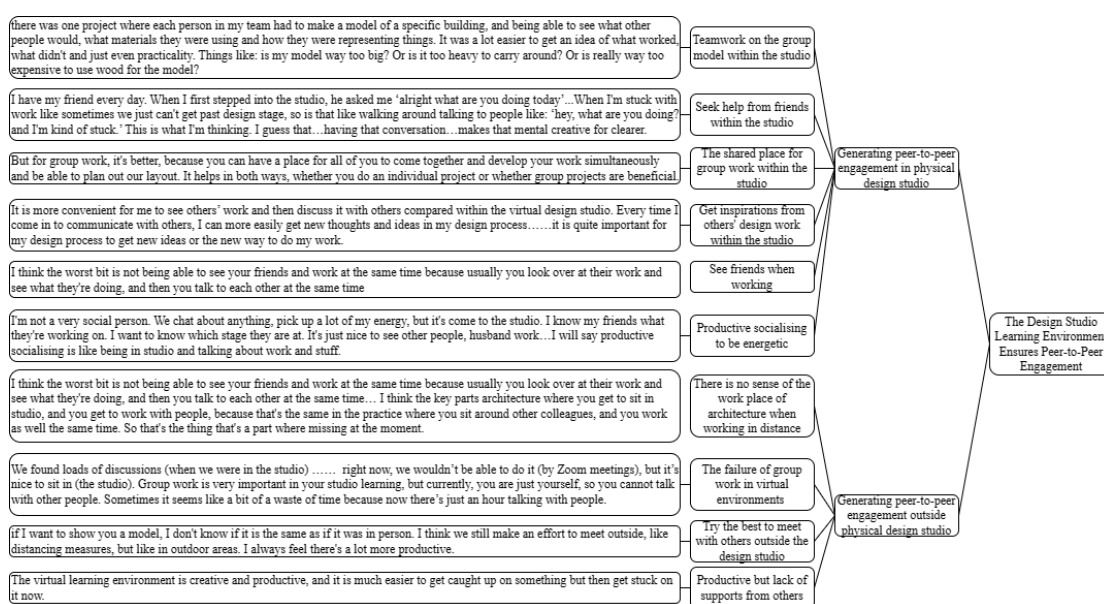 there was one project where each person in my team had to make a model of a specific building, and being able to see what other
people would, what materials they were using and how they were representing things. It was a lot easier to get an idea of what worked,
what didn't and just even practicality. Things like: is my model way too big? Or is it too heavy to carry around? Or is really way too
expensive to use wood for the model?
Teamwork on the group
model within the studio
I have my friend every day. When I first stepped into the studio, he asked me ‘alright what are you doing today’...When I'm stuck with
work like sometimes we just can't get past design stage, so is that like walking around talking to people like: ‘hey, what are you doing?
and I'm kind of stuck.’ This is what I'm thinking. I guess that…having that conversation…makes that mental creative for clearer.
Seek help from friends
within the studio
But for group work, it's better, because you can have a place for all of you to come together and develop your work simultaneously
and be able to plan out our layout. It helps in both ways, whether you do an individual project or whether group projects are beneficial.
The shared place for
group work within the
studio
Generating peer-to-peer
engagement in physical
design studio
It is more convenient for me to see others’ work and then discuss it with others compared within the virtual design studio. Every time I
come in to communicate with others, I can more easily get new thoughts and ideas in my design process……it is quite important for
my design process to get new ideas or the new way to do my work.
Get inspirations from
others' design work
within the studio
I think the worst bit is not being able to see your friends and work at the same time because usually you look over at their work and
see what they're doing, and then you talk to each other at the same time
See friends when
working
I'm not a very social person. We chat about anything, pick up a lot of my energy, but it's come to the studio. I know my friends what
they're working on. I want to know which stage they are at. It's just nice to see other people, husband work…I will say productive
socialising is like being in studio and talking about work and stuff.
Productive socialising
to be energetic
The Design Studio
Learning Environment
Ensures Peer-to-Peer
Engagement
I think the worst bit is not being able to see your friends and work at the same time because usually you look over at their work and
see what they're doing, and then you talk to each other at the same time… I think the key parts architecture where you get to sit in
studio, and you get to work with people, because that's the same in the practice where you sit around other colleagues, and you work
as well the same time. So that's the thing that's a part where missing at the moment.
There is no sense of the
work place of
architecture when
working in distance
We found loads of discussions (when we were in the studio) …… right now, we wouldn’t be able to do it (by Zoom meetings), but it’s
nice to sit in (the studio). Group work is very important in your studio learning, but currently, you are just yourself, so you cannot talk
with other people. Sometimes it seems like a bit of a waste of time because now there’s just an hour talking with people.
The failure of group
work in virtual
environments
Generating peer-to-peer
engagement outside
physical design studio
if I want to show you a model, I don't know if it is the same as if it was in person. I think we still make an effort to meet outside, like
distancing measures, but like in outdoor areas. I always feel there's a lot more productive.
Try the best to meet
with others outside the
design studio
The virtual learning environment is creative and productive, and it is much easier to get caught up on something but then get stuck on
it now.
Productive but lack of
supports from others